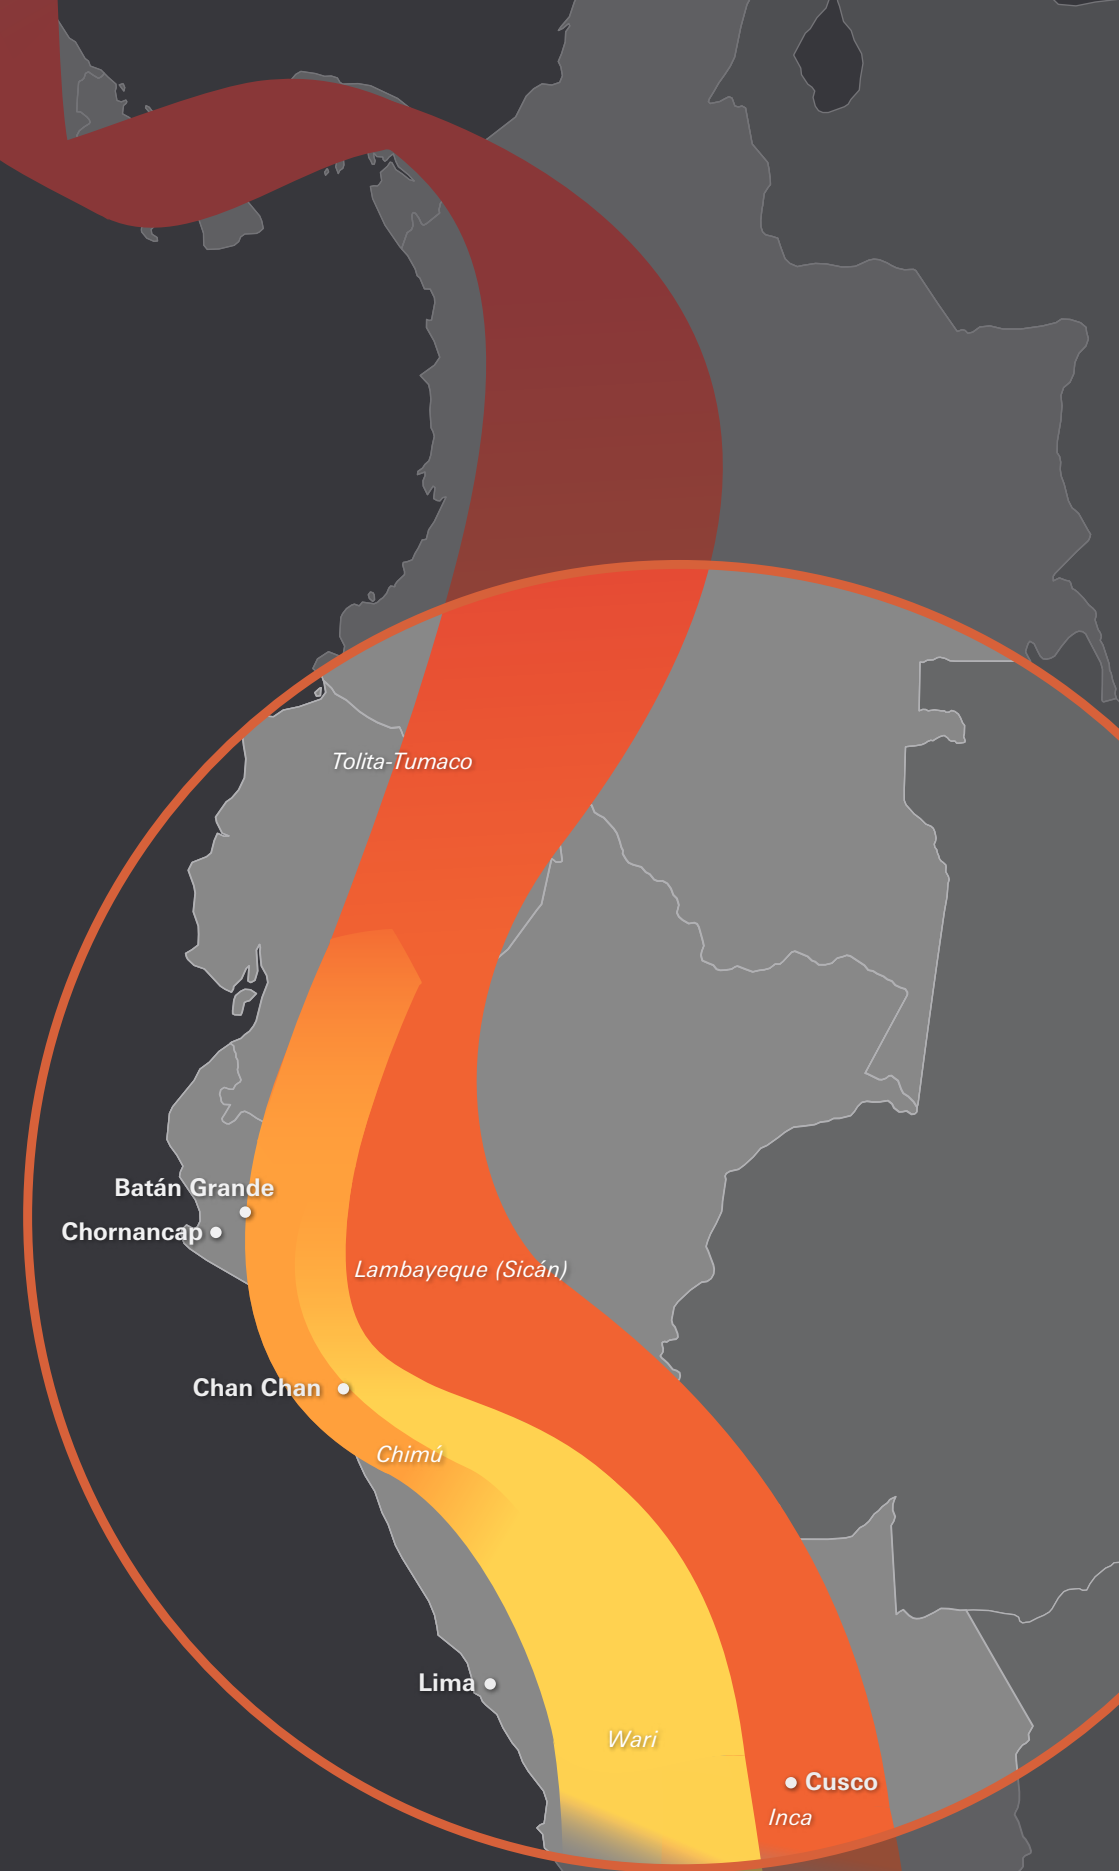 Tolita-Tumaco
Batán Grande
Chornancap
Lambayeque (Sicán)
Chan Chan
Chimú
Lima
Wari
Cusco
Inca